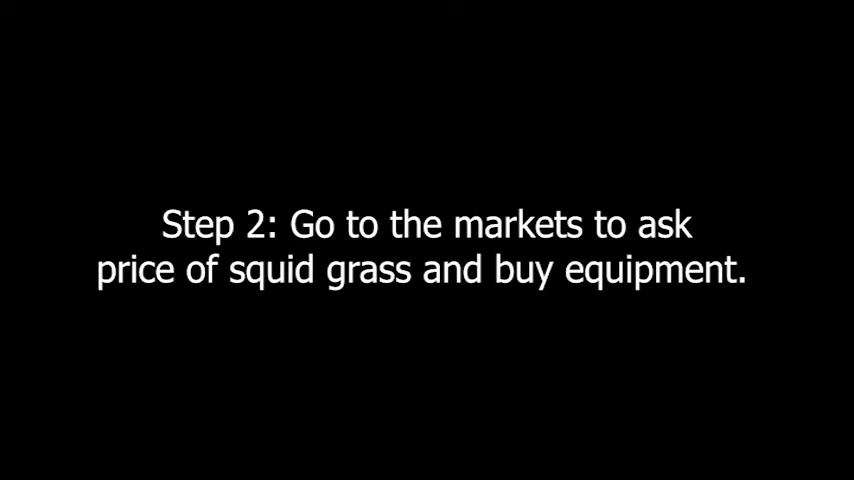 Step 2: Go to the markets to ask
price of squid grass and buy equipment.